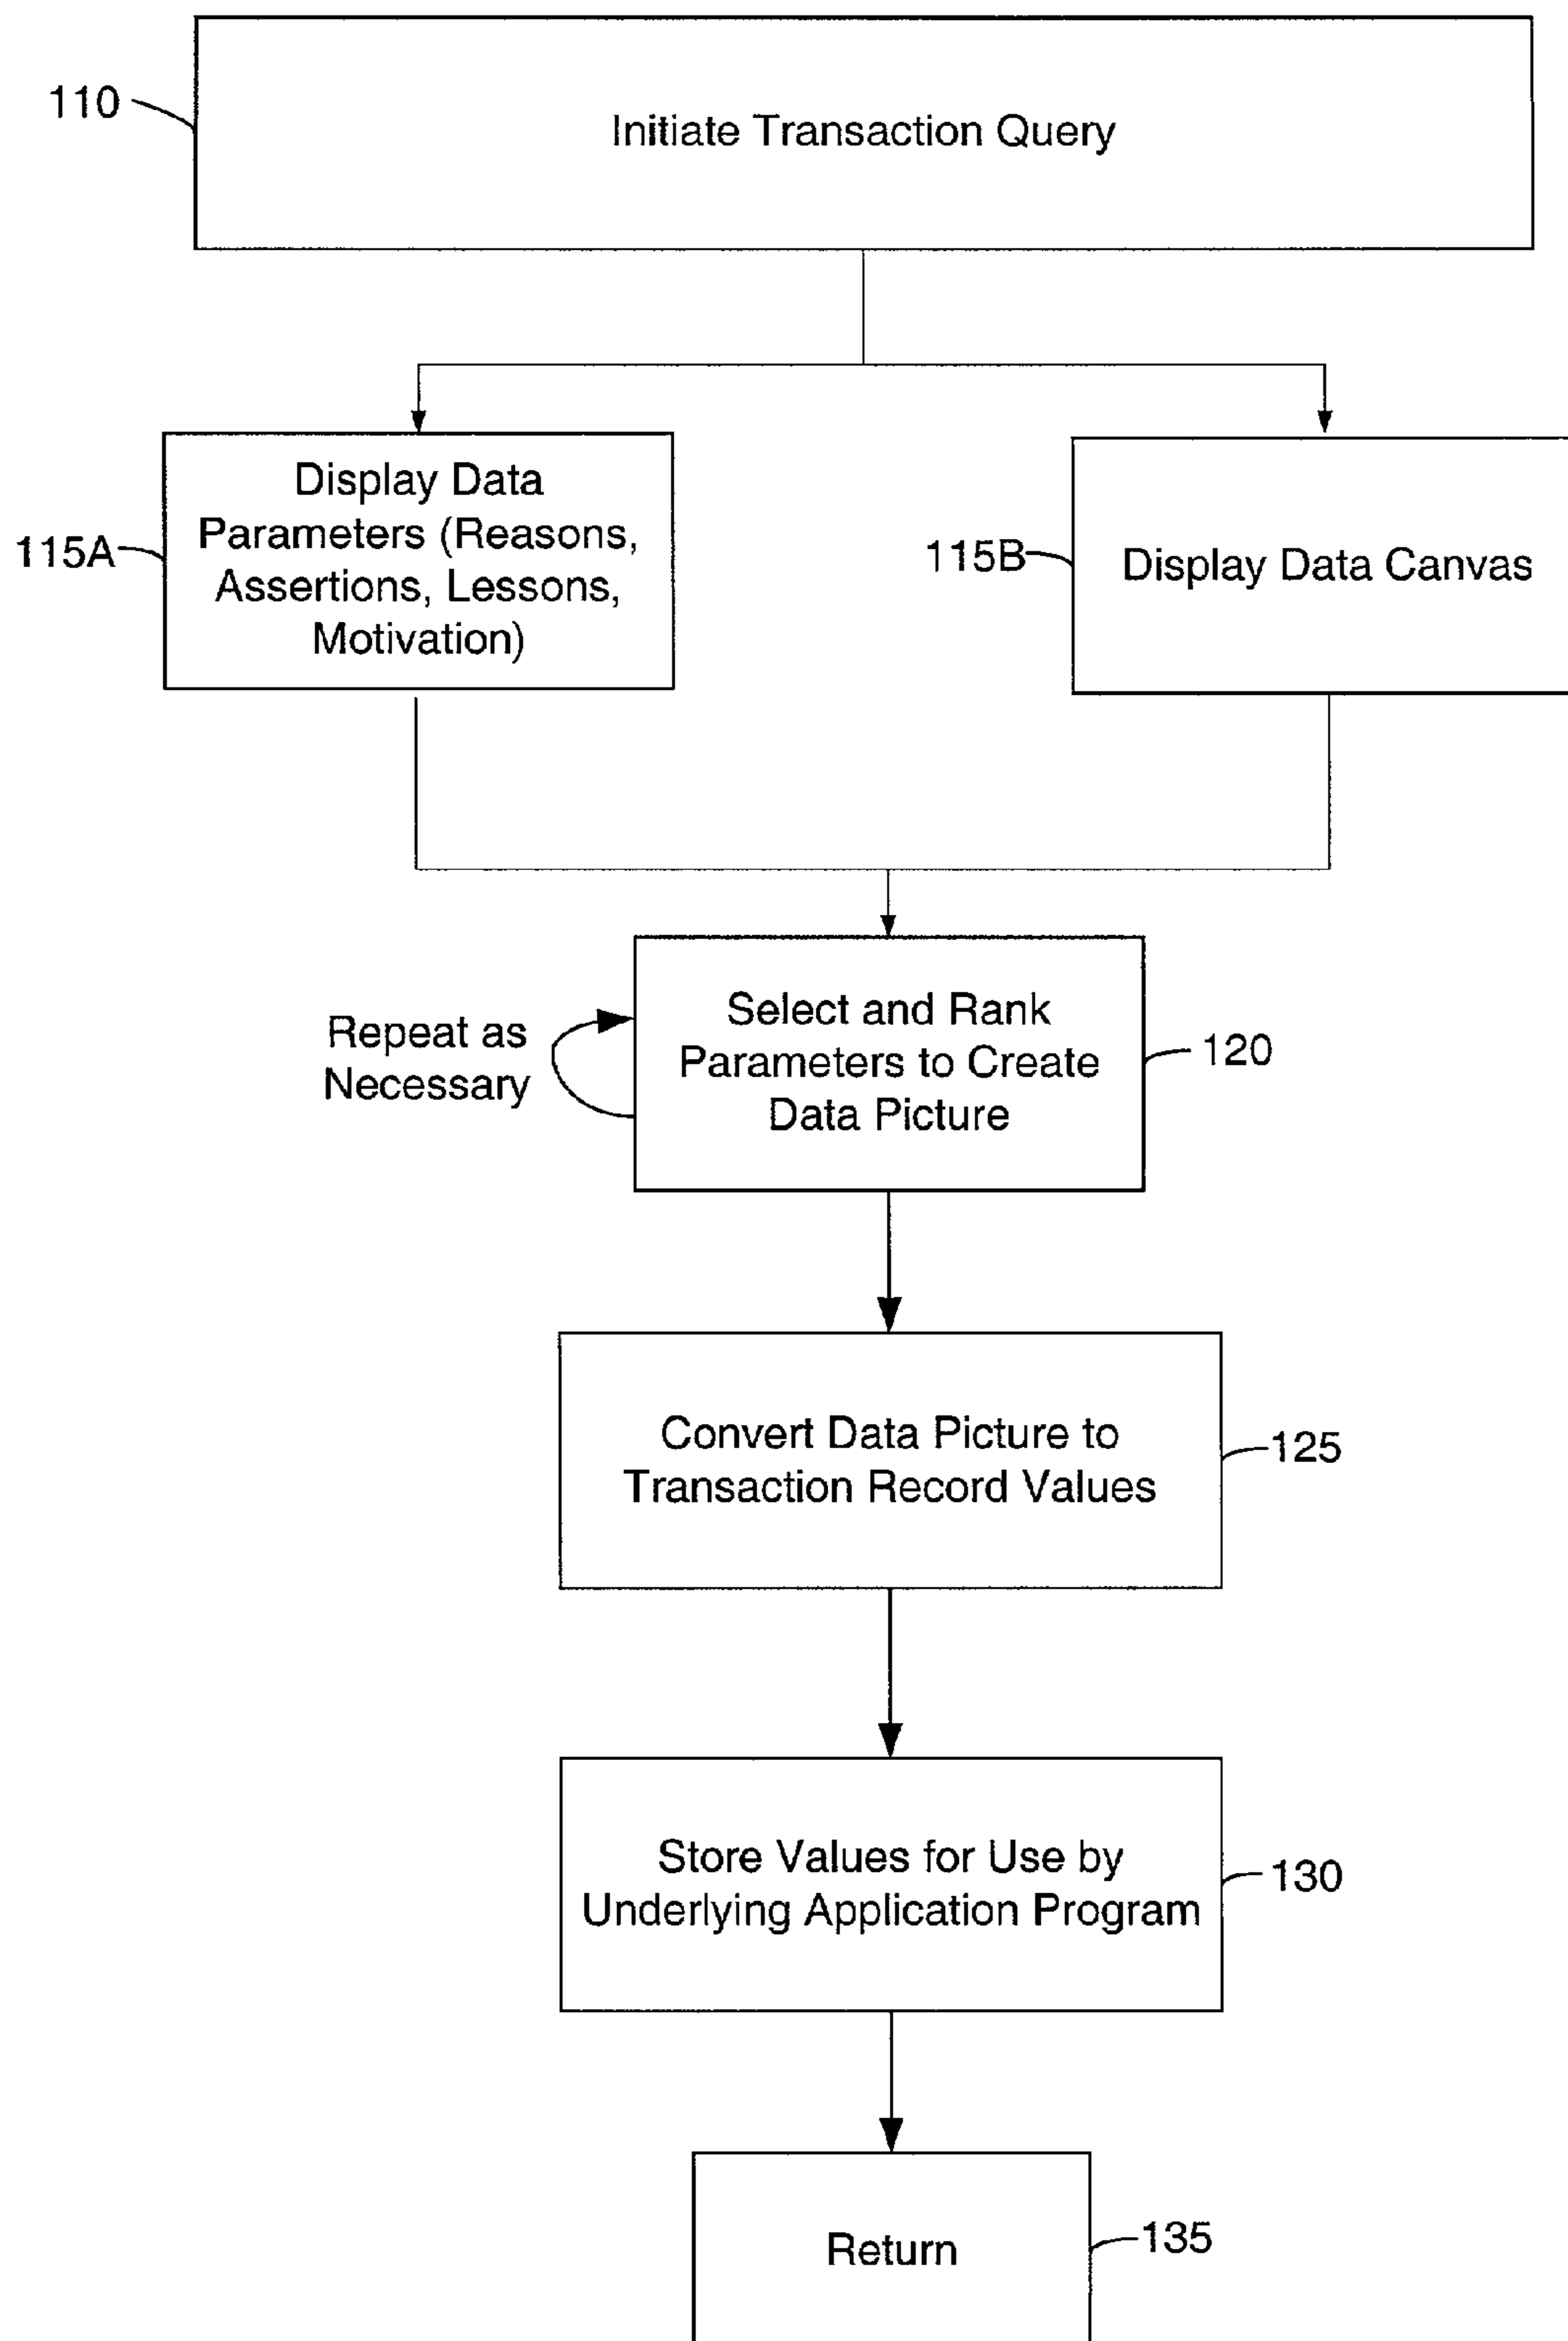 110
Initiate Transaction Query
115A
Display Data
Parameters (Reasons,
Assertions, Lessons,
Motivation)
115B
Display Data Canvas
Repeat as
Necessary
Select and Rank
Parameters to Create
Data Picture
120
Convert Data Picture to
Transaction Record Values
125
Store Values for Use by
Underlying Application Program
130
Return
135